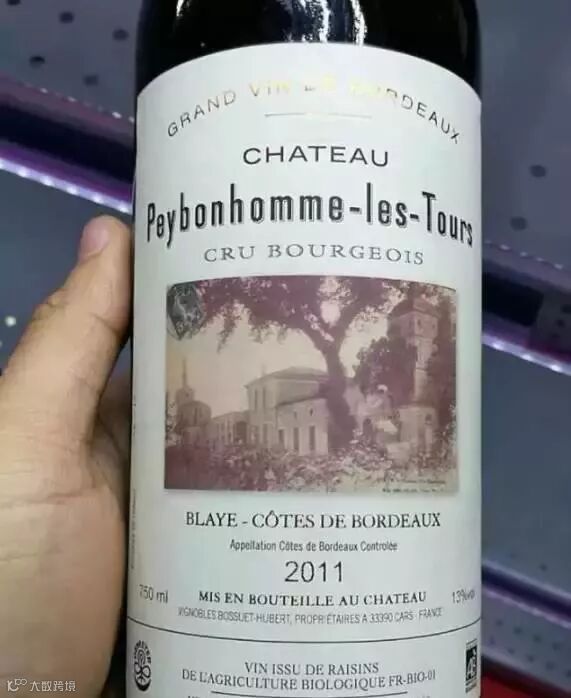 GRAND VIN DE BORDEAUX
CHATEAU
Peybonhomme-les-Tours
CRU BOURGEOIS
BLAYE - CÔTES DE BORDEAUX
Appellation Côtes de Bordeaux Controlée
2011
750 ml
MIS EN BOUTEILLE AU CHATEAU
13%vol
VIGNOBLES BOSSUET-HUBERT, PROPRIÉTAIRES A 33390 CARS - FRANCE
DEMETER
VIN ISSU DE RAISINS
DE L'AGRICULTURE BIOLOGIQUE FR-BIO-01
AB
大数跨境